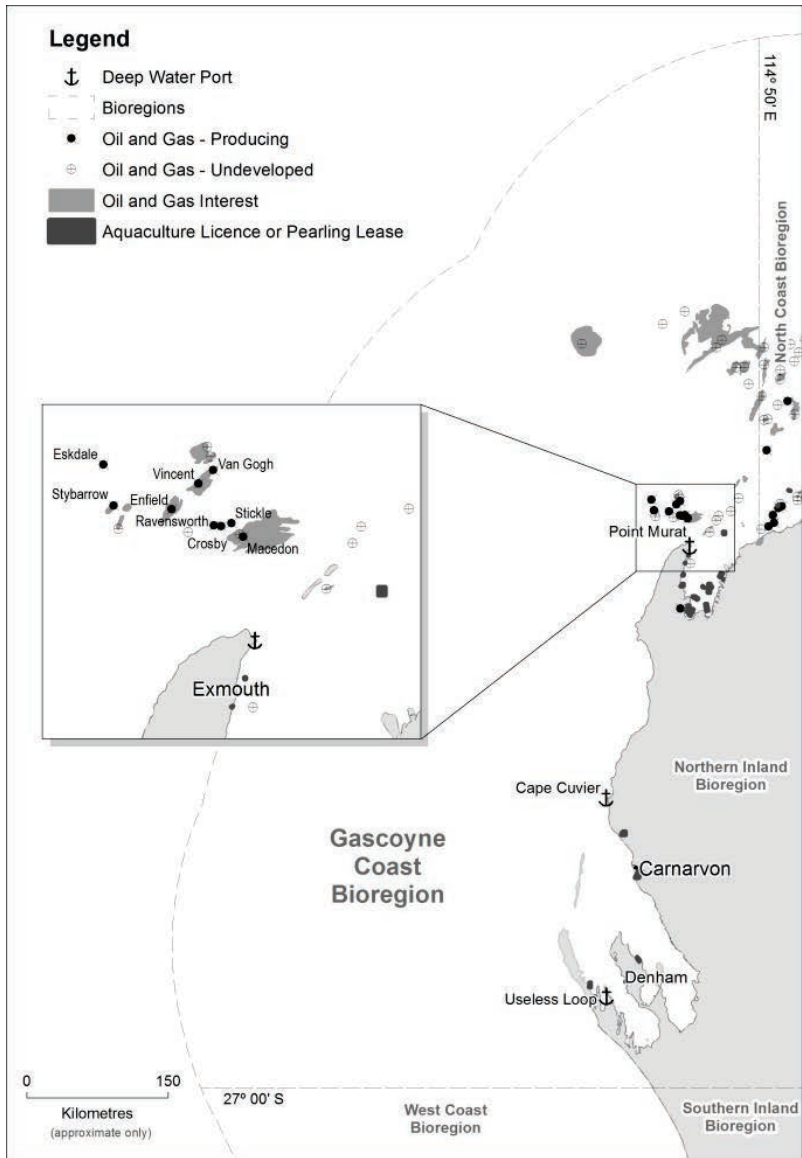 Legend
Deep Water Port
Bioregions
Oil and Gas - Producing
Oil and Gas - Undeveloped
Oil and Gas Interest
Aquaculture Licence or Pearling Lease
114° 50' E
North Coast Bioregion
Eskdale
Van Gogh
Vincent
Stybarrow
Enfield
Stickle
Ravensworth
Crosby
Macedon
Exmouth
Point Murat
Northern Inland
Bioregion
Cape Cuvier
Gascoyne
Coast
Bioregion
Carnarvon
Denham
Useless Loop
0 150
Kilometres
(approximate only)
27° 00' S
West Coast
Bioregion
Southern Inland
Bioregion